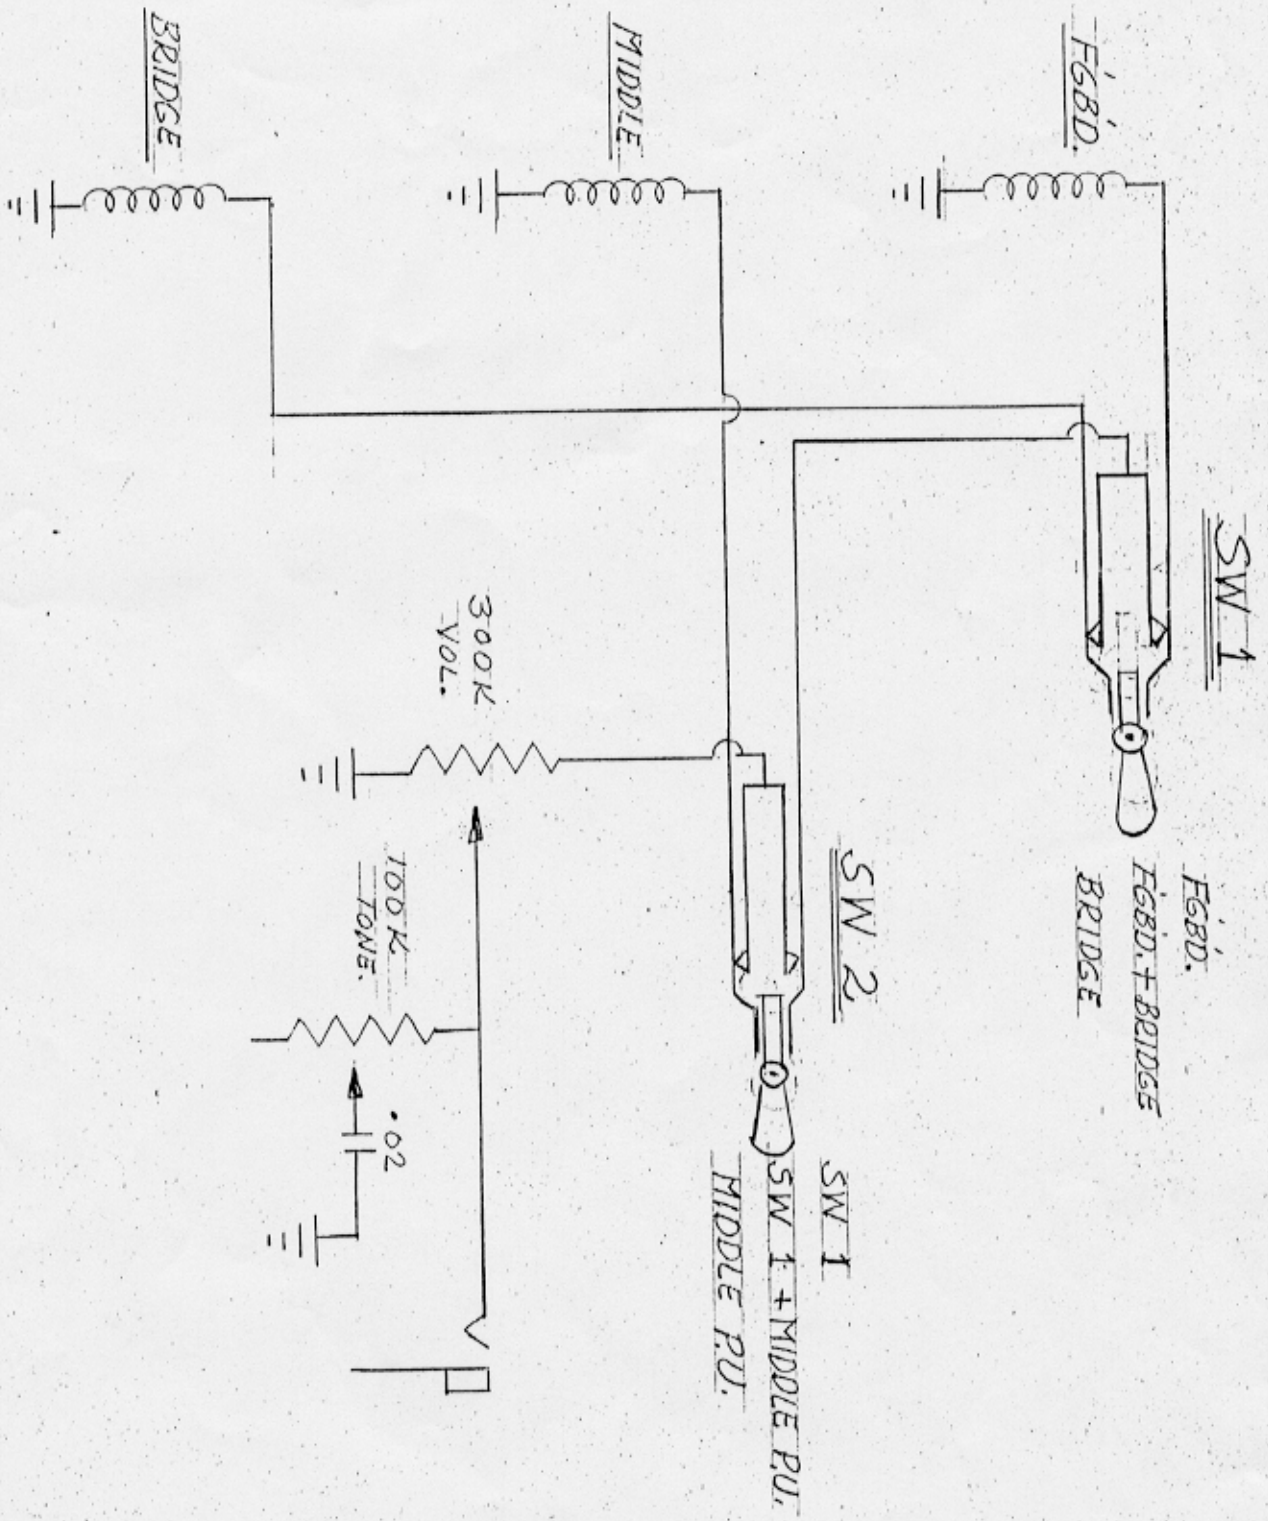 FGBD.
MIDDLE
BRIDGE
SW 1
FGBD.
FGBD.+BRIDGE
BRIDGE
SW 2
SW 1
SW 1+MIDDLE P.U.
MIDDLE P.U.
300K
VOL.
100K
TONE.
.02